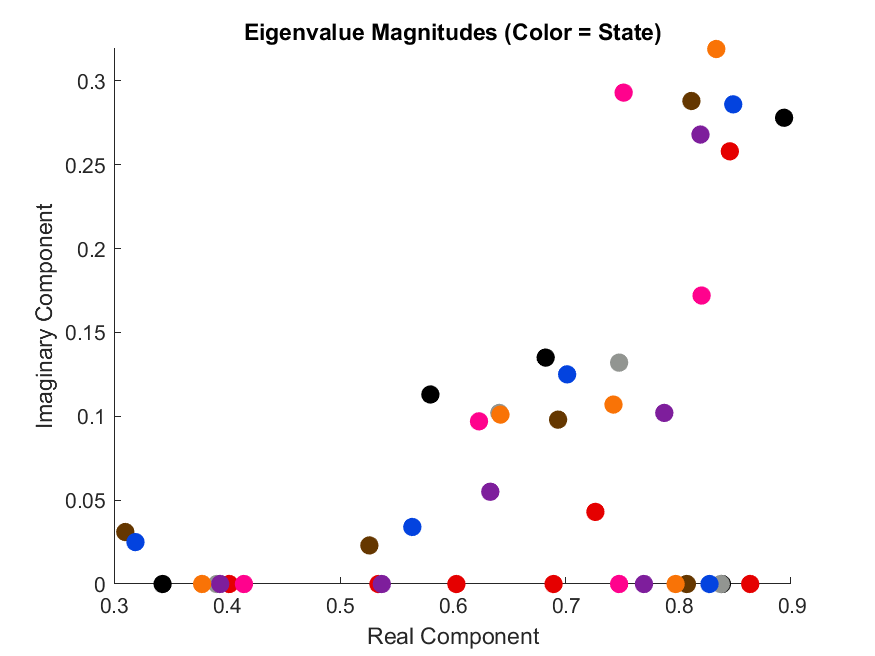 Eigenvalue Magnitudes (Color = State)
0.3
0.25
0.2
0.15
0.1
0.05
0
Imaginary Component
0.3 0.4 0.5 0.6 0.7 0.8 0.9
Real Component